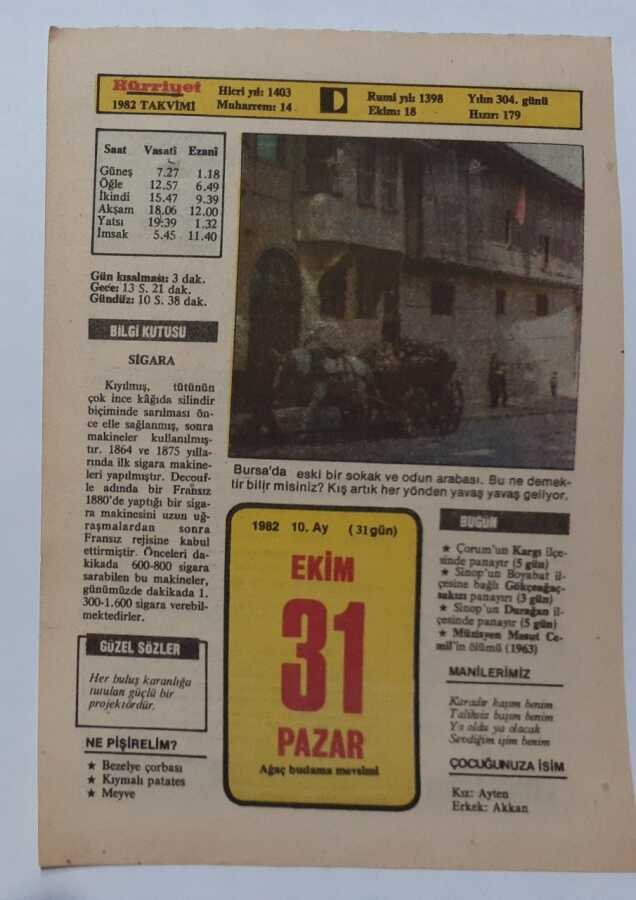 Hürriyet
1982 TAKVİMİ
Hicri yıl: 1403
Muharrem: 14
Rumi yılı: 1398
Ekim: 18
Yılın 304. günü
Hızır: 179
Saat Vasatî Ezanî
Güneş 7.27 1.18
Öğle 12.57 6.49
İkindi 15.47 9.39
Akşam 18.06 12.00
Yatsı 19.39 1.32
İmsak 5.45 11.40
Gün kısalması: 3 dak.
Gece: 13 S. 21 dak.
Gündüz: 10 S. 38 dak.
BİLGİ KUTUSU
SİGARA
Kıyılmış, tütünün
çok ince kâğıda silindir
biçiminde sarılması ön-
ce elle sağlanmış, sonra
makineler kullanılmış-
tır. 1864 ve 1875 yılla-
rında ilk sigara makine-
leri yapılmıştır. Decouf-
le adında bir Fransız
1880'de yaptığı bir siga-
ra makinesini uzun uğ-
raşmalardan sonra
Fransız rejisine kabul
ettirmiştir. Önceleri da-
kikada 600-800 sigara
sarabilen bu makineler,
günümüzde dakikada 1.
300-1.600 sigara verebil-
mektedirler.
GÜZEL SÖZLER
Her buluş karanlığa
tutulan güçlü bir
projektördür.
NE PİŞİRELİM?
★ Bezelye çorbası
★ Kıymalı patates
★ Meyve
Bursa'da eski bir sokak ve odun arabası. Bu ne demek-
tir bilir misiniz? Kış artık her yönden yavaş yavaş geliyor.
1982 10. Ay (31 gün)
EKİM
31
PAZAR
Ağaç budama mevsimi
BUGÜN
★ Çorum'un Kargı ilçe-
sinde panayır (5 gün)
★ Sinop'un Boyabat il-
çesine bağlı Gökçeağaç-
sakızı panayırı (3 gün)
★ Sinop'un Durağan il-
çesinde panayır (5 gün)
★ Müzisyen Mesut Ce-
mil'in ölümü (1963)
MANİLERİMİZ
Karadır kaşım benim
Talihsiz başım benim
Ya oldu ya olacak
Sevdiğim işim benim
ÇOCUĞUNUZA İSİM
Kız: Ayten
Erkek: Akkan